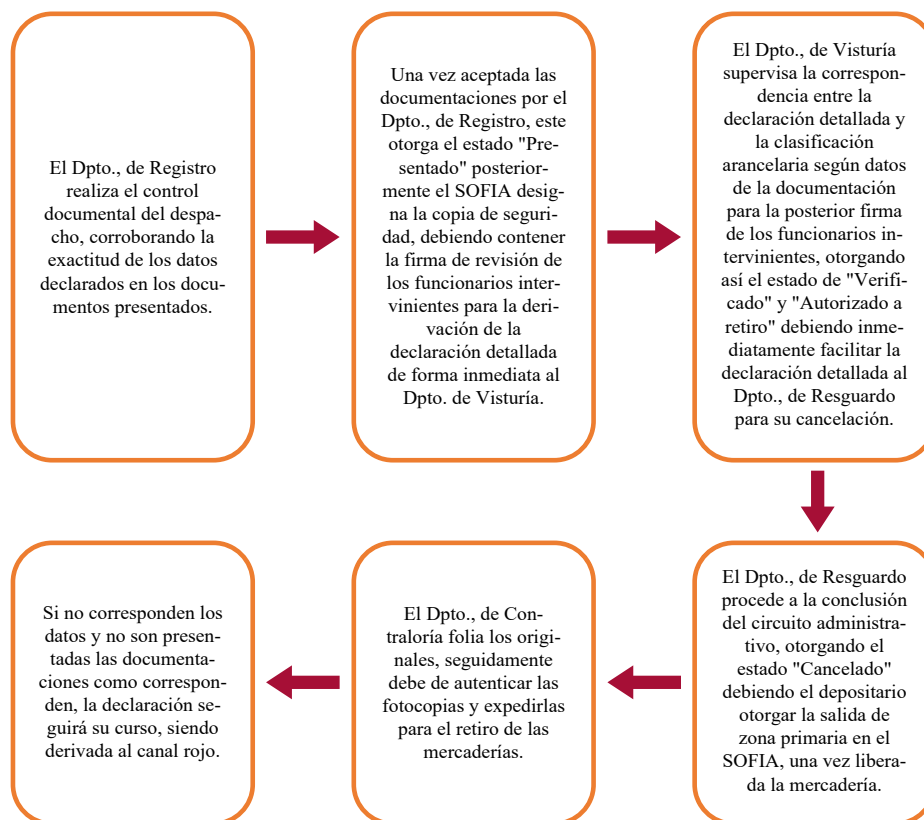 El Dpto., de Registro
realiza el control
documental del despa-
cho, corroborando la
exactitud de los datos
declarados en los docu-
mentos presentados.
Una vez aceptada las
documentaciones por el
Dpto., de Registro, este
otorga el estado "Pre-
sentado" posterior-
mente el SOFIA desig-
na la copia de seguri-
dad, debiendo contener
la firma de revisión de
los funcionarios inter-
vinientes para la deri-
vación de la
declaración detallada
de forma inmediata al
Dpto. de Visturía.
El Dpto., de Visturía
supervisa la correspon-
dencia entre la
declaración detallada y
la clasificación
arancelaria según datos
de la documentación
para la posterior firma
de los funcionarios in-
tervinientes, otorgando
así el estado de "Verifi-
cado" y "Autorizado a
retiro" debiendo inme-
diatamente facilitar la
declaración detallada al
Dpto., de Resguardo
para su cancelación.
El Dpto., de Resguardo
procede a la conclusión
del circuito administra-
tivo, otorgando el
estado "Cancelado"
debiendo el depositario
otorgar la salida de
zona primaria en el
SOFIA, una vez libera-
da la mercadería.
El Dpto., de Con-
traloría folia los origi-
nales, seguidamente
debe de autenticar las
fotocopias y expedirlas
para el retiro de las
mercaderías.
Si no corresponden los
datos y no son presen-
tadas las documenta-
ciones como correspon-
den, la declaración se-
guirá su curso, siendo
derivada al canal rojo.